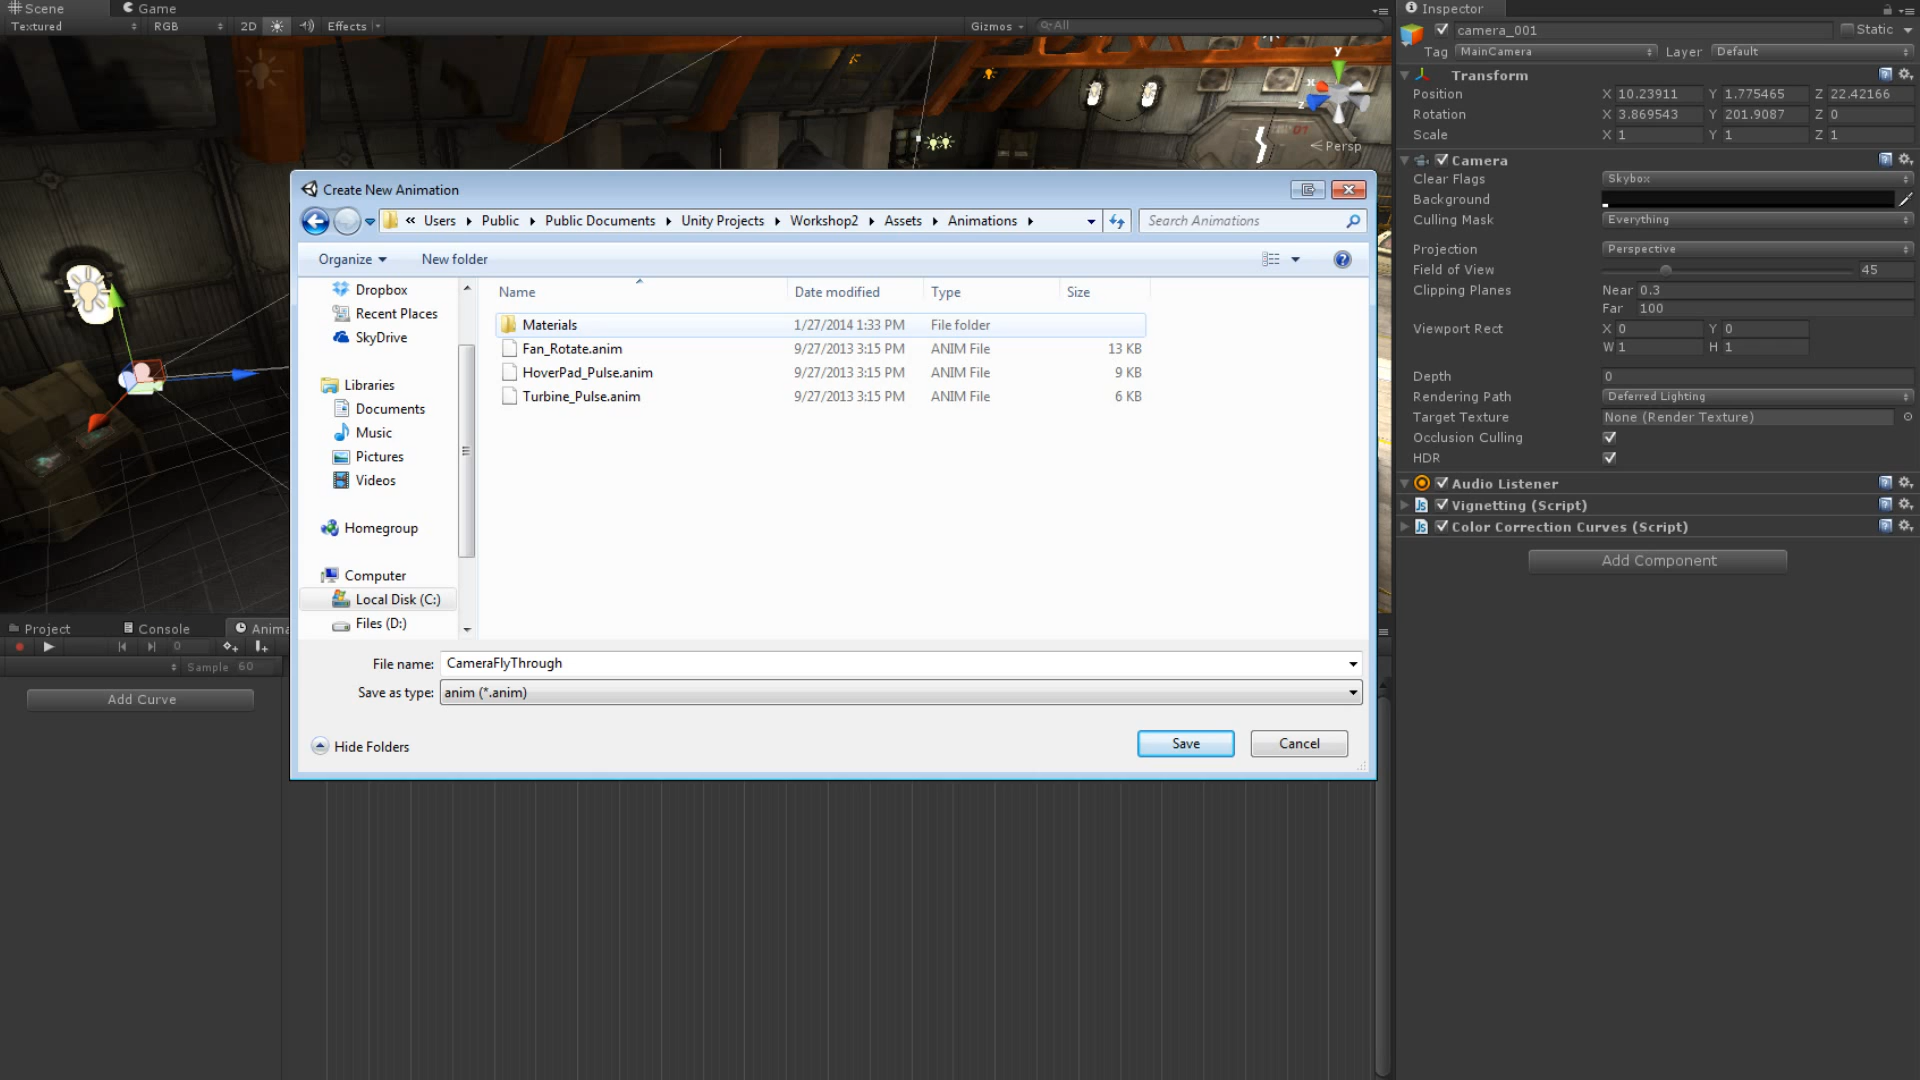 Scene Game
Textured RGB 2D Effects Gizmos All
y
x
z
Persp
07
Create New Animation
« Users Public Public Documents Unity Projects Workshop2 Assets Animations Search Animations
Organize New folder
Name Date modified Type Size
Dropbox
Recent Places
SkyDrive
Libraries
Documents
Music
Pictures
Videos
Homegroup
Computer
Local Disk (C:)
Files (D:)
Materials 1/27/2014 1:33 PM File folder
Fan_Rotate.anim 9/27/2013 3:15 PM ANIM File 13 KB
HoverPad_Pulse.anim 9/27/2013 3:15 PM ANIM File 9 KB
Turbine_Pulse.anim 9/27/2013 3:15 PM ANIM File 6 KB
File name: CameraFlyThrough
Save as type: anim (*.anim)
Hide Folders Save Cancel
Project Console Anima
0
Sample 60
Add Curve
Inspector
camera_001 Static
Tag MainCamera Layer Default
Transform
Position X 10.23911 Y 1.775465 Z 22.42166
Rotation X 3.869543 Y 201.9087 Z 0
Scale X 1 Y 1 Z 1
Camera
Clear Flags Skybox
Background
Culling Mask Everything
Projection Perspective
Field of View 45
Clipping Planes Near 0.3
Far 100
Viewport Rect X 0 Y 0
W 1 H 1
Depth 0
Rendering Path Deferred Lighting
Target Texture None (Render Texture)
Occlusion Culling
HDR
Audio Listener
Vignetting (Script)
Color Correction Curves (Script)
Add Component